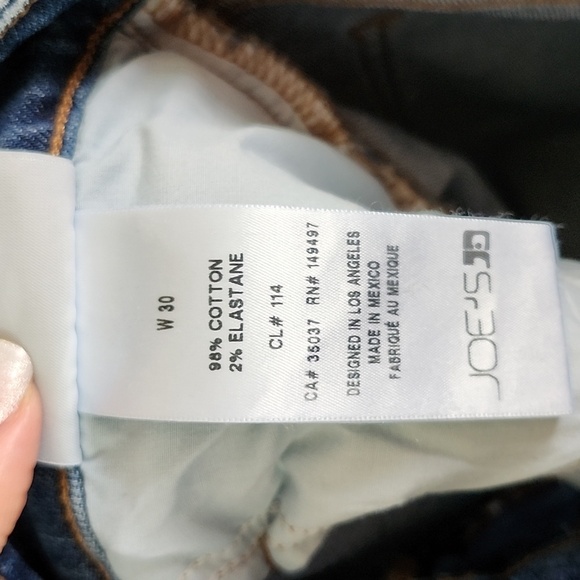 W 30
98% COTTON
2% ELASTANE
CL# 114
CA# 35037 RN# 149497
DESIGNED IN LOS ANGELES
MADE IN MEXICO
FABRIQUÉ AU MEXIQUE
JOE'S